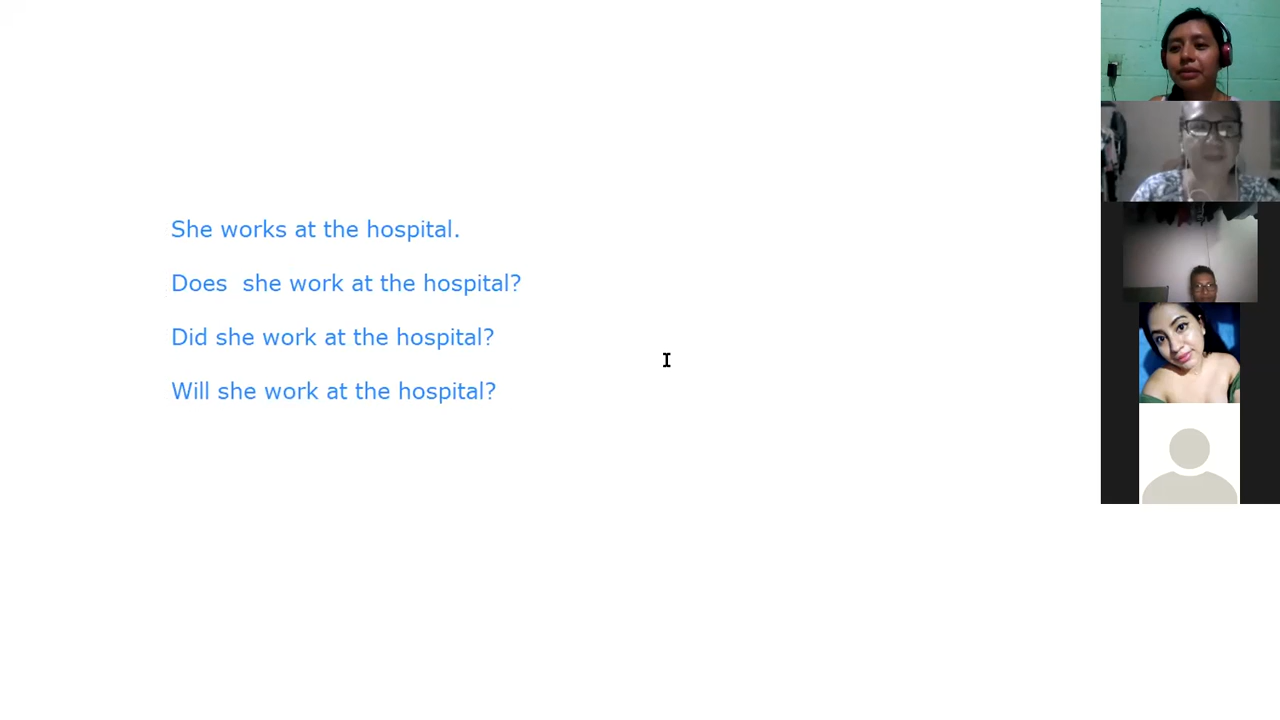 She works at the hospital.
Does  she work at the hospital?
Did she work at the hospital?
Will she work at the hospital?